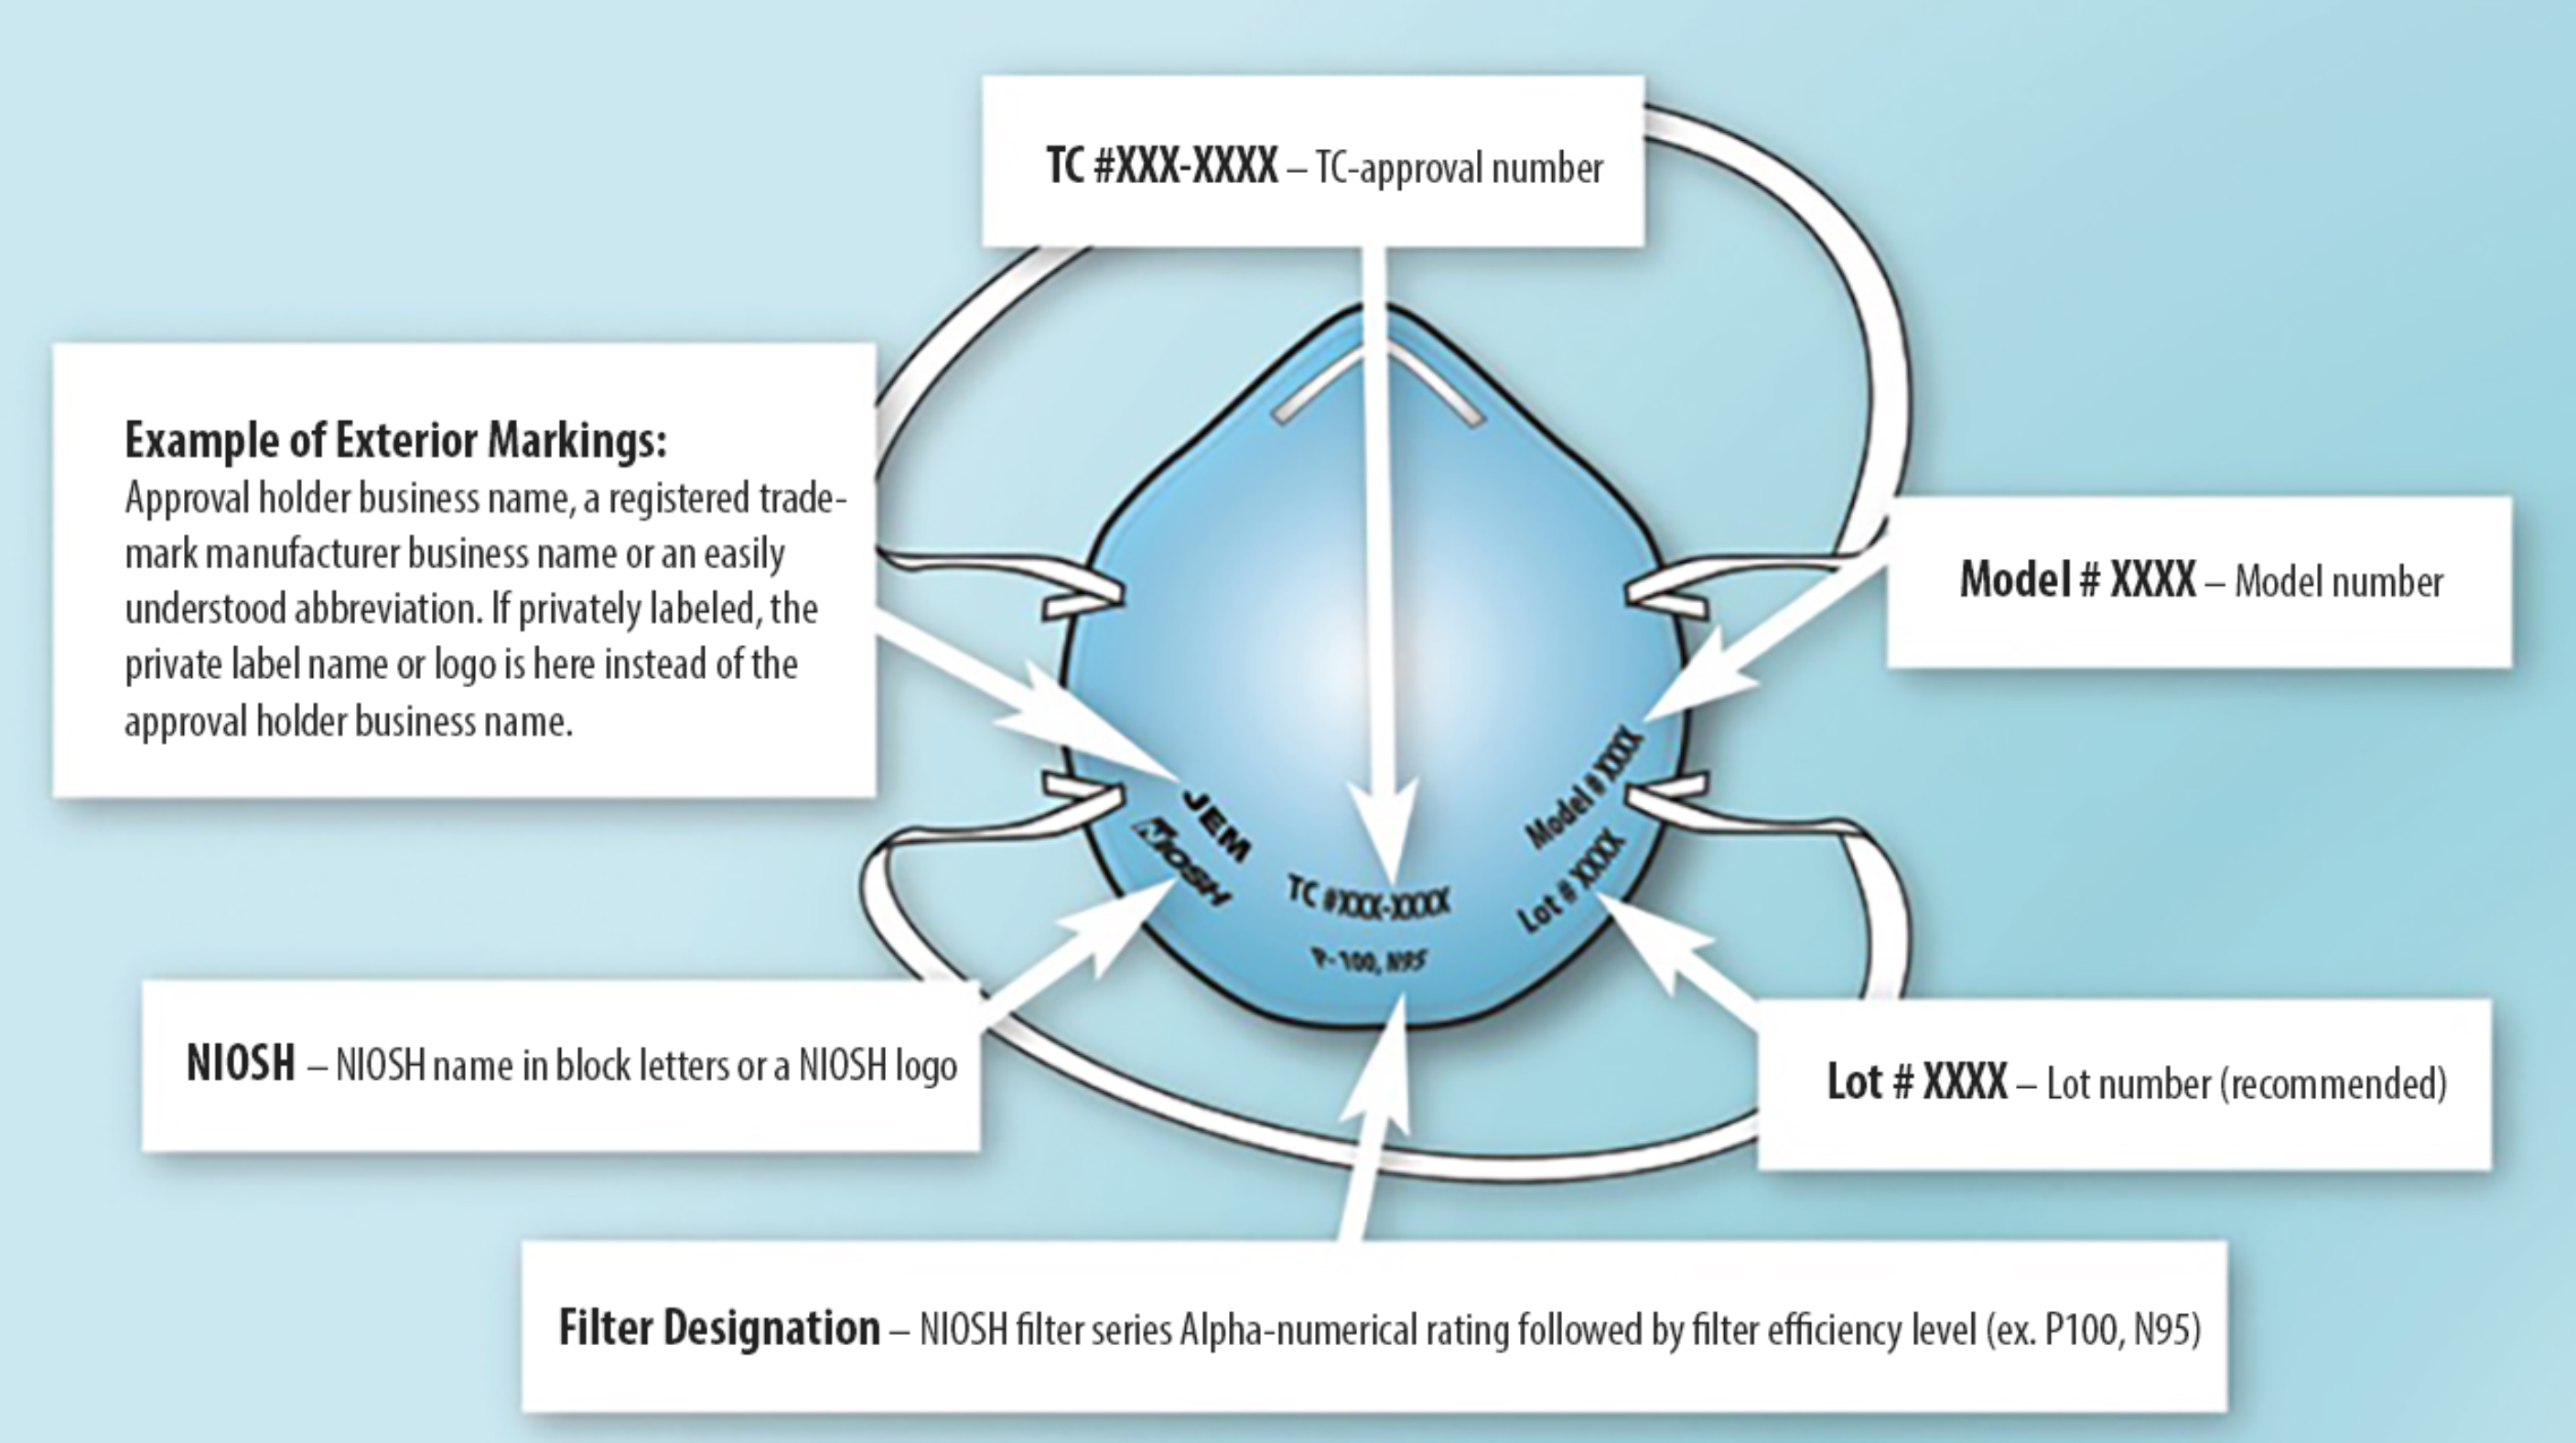 TC #XXX-XXXX – TC-approval number
Example of Exterior Markings:
Approval holder business name, a registered trade-
mark manufacturer business name or an easily
understood abbreviation. If privately labeled, the
private label name or logo is here instead of the
approval holder business name.
Model # XXXX – Model number
JEM
NIOSH
TC #XXX-XXXX
P-100, N95
Model # XXXX
Lot # XXXX
NIOSH – NIOSH name in block letters or a NIOSH logo
Lot # XXXX – Lot number (recommended)
Filter Designation – NIOSH filter series Alpha-numerical rating followed by filter efficiency level (ex. P100, N95)